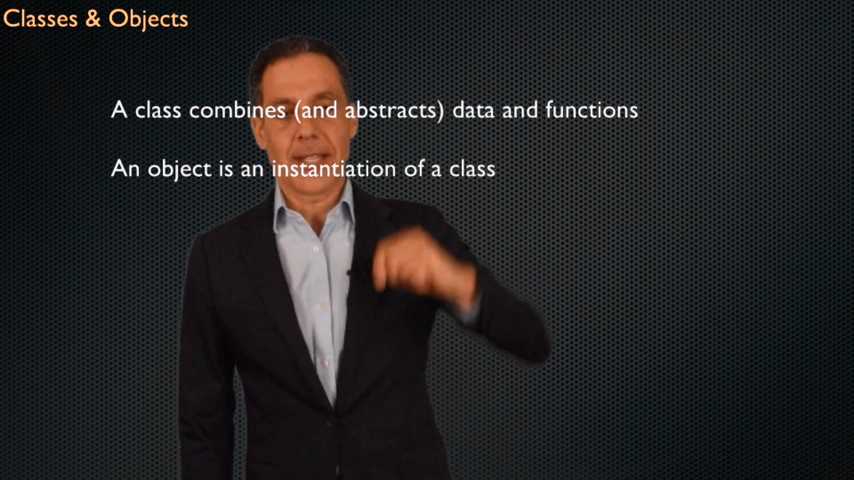 Classes & Objects
A class combines (and abstracts) data and functions
An object is an instantiation of a class